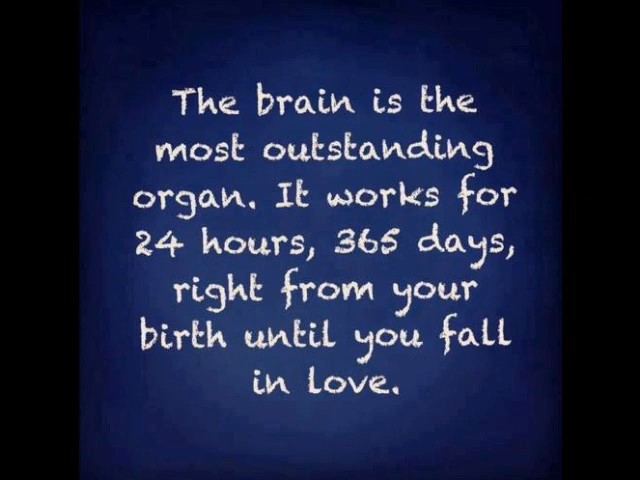 The brain is the
most outstanding
organ. It works for
24 hours, 365 days,
right from your
birth until you fall
in love.